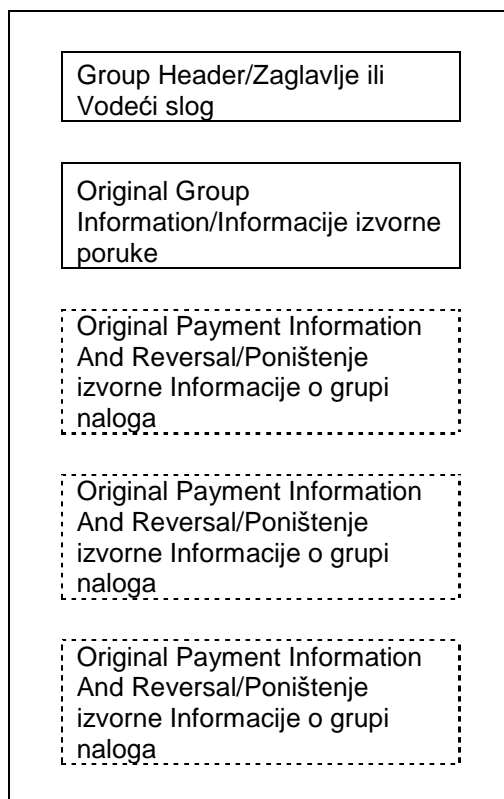 Group Header/Zaglavlje ili
Vodeći slog
Original Group
Information/Informacije izvorne
poruke
Original Payment Information
And Reversal/Poništenje
izvorne Informacije o grupi
naloga
Original Payment Information
And Reversal/Poništenje
izvorne Informacije o grupi
naloga
Original Payment Information
And Reversal/Poništenje
izvorne Informacije o grupi
naloga